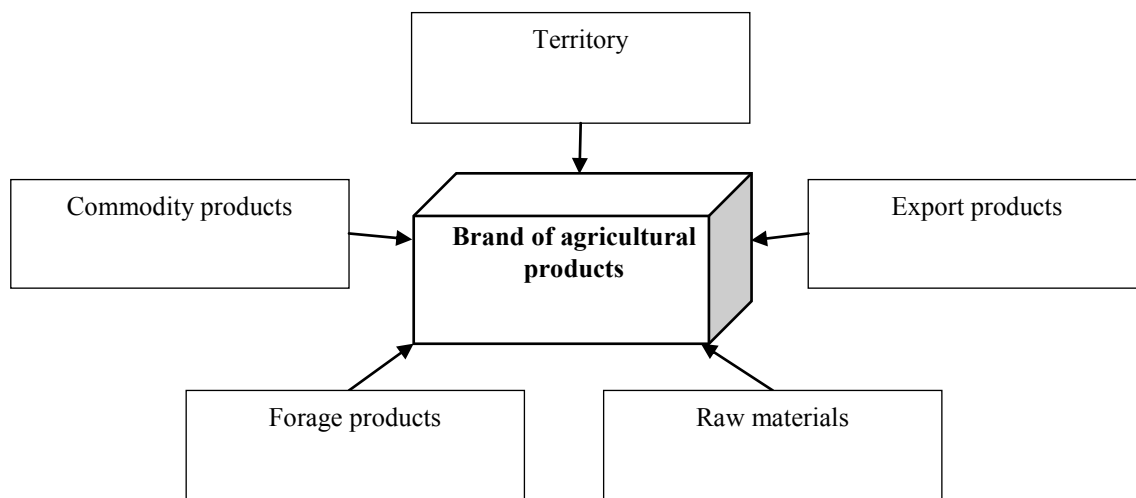 Territory
Commodity products
Export products
Brand of agricultural
products
Forage products
Raw materials